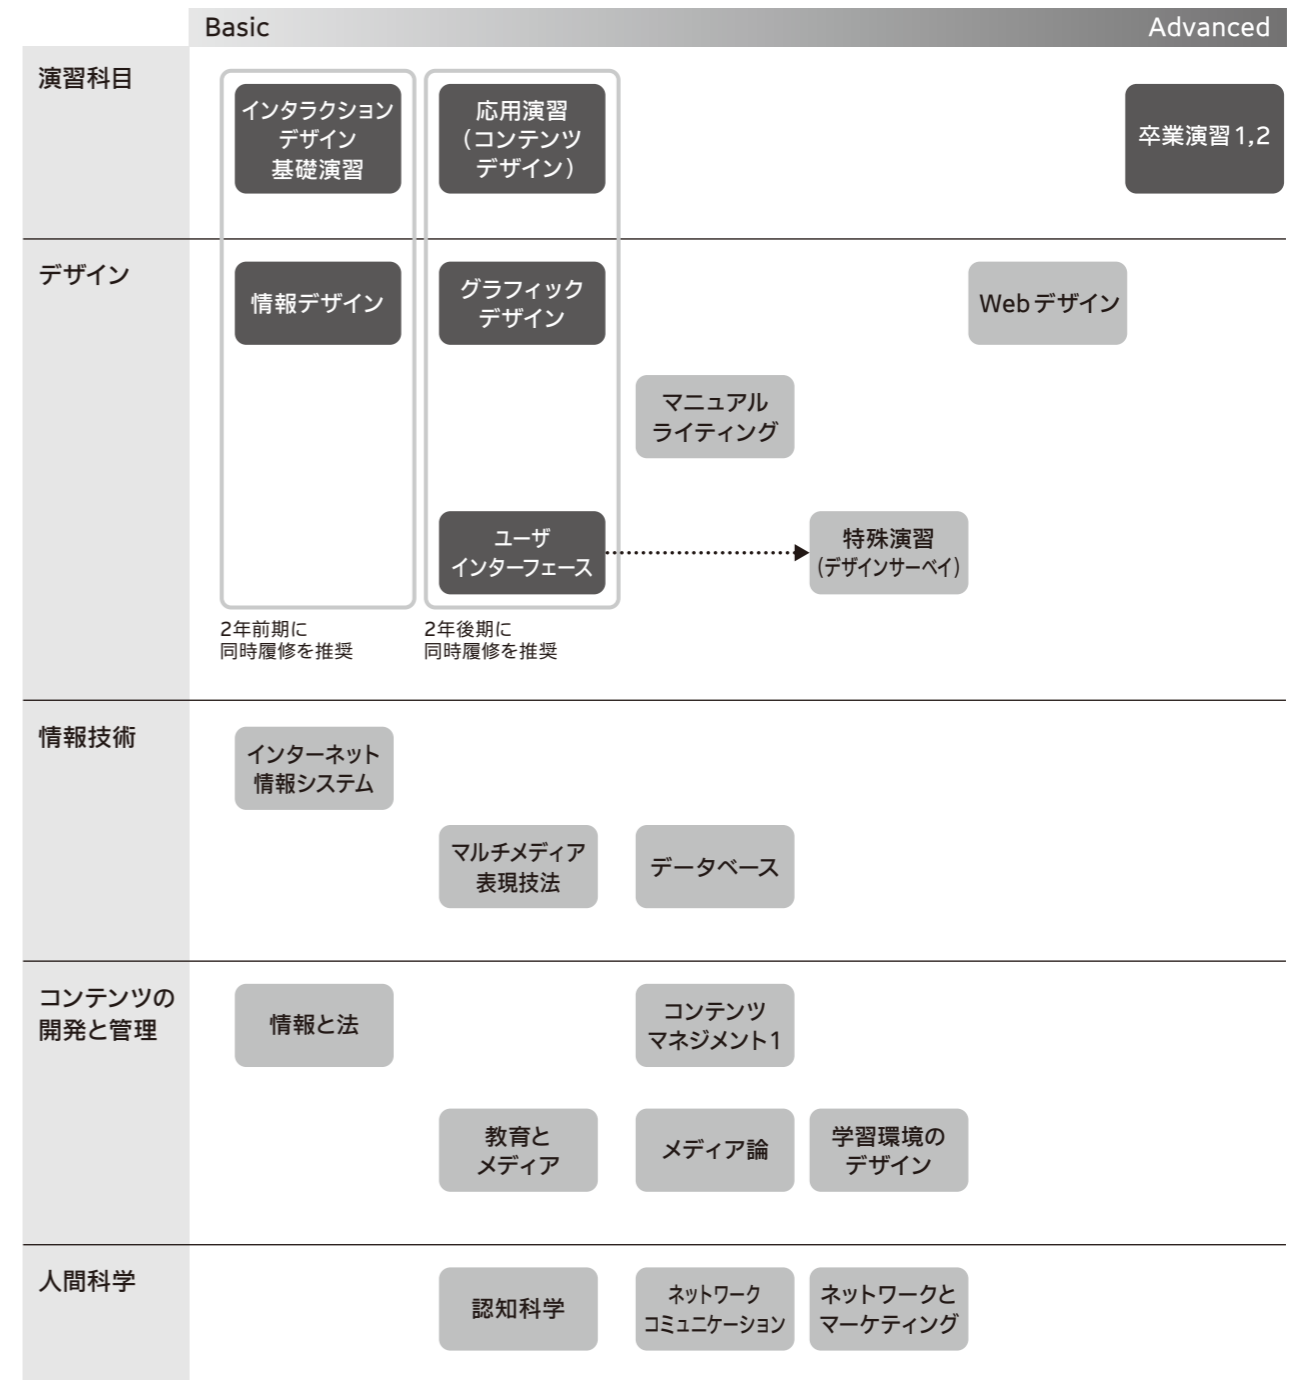 Basic
Advanced
演習科目
インタラクション
デザイン
基礎演習
応用演習
(コンテンツ
デザイン)
卒業演習1,2
デザイン
情報デザイン
グラフィック
デザイン
Webデザイン
マニュアル
ライティング
ユーザ
インターフェース
特殊演習
(デザインサーベイ)
2年前期に
同時履修を推奨
2年後期に
同時履修を推奨
情報技術
インターネット
情報システム
マルチメディア
表現技法
データベース
コンテンツの
開発と管理
情報と法
コンテンツ
マネジメント1
教育と
メディア
メディア論
学習環境の
デザイン
人間科学
認知科学
ネットワーク
コミュニケーション
ネットワークと
マーケティング